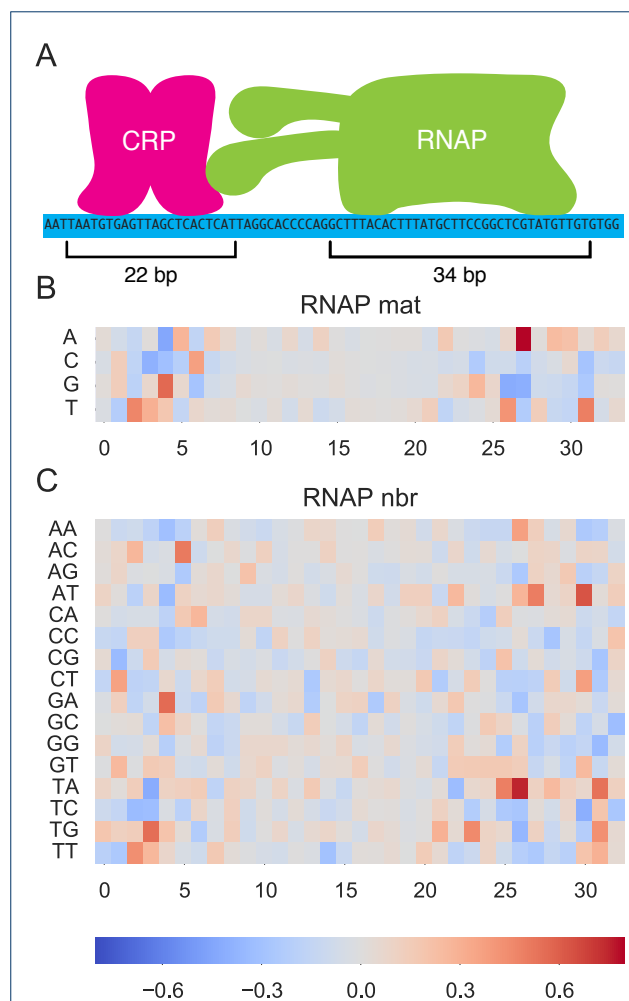 A
CRP
RNAP
AATTAATGTGAGTTAGCTCACTCATTAGGCACCCCAGGCTTTACACTTTATGCTTCCGGCTCGTATGTTGTGTGG
22 bp
34 bp
B
RNAP mat
A
C
G
T
0 5 10 15 20 25 30
C
RNAP nbr
AA
AC
AG
AT
CA
CC
CG
CT
GA
GC
GG
GT
TA
TC
TG
TT
0 5 10 15 20 25 30
−0.6 −0.3 0.0 0.3 0.6